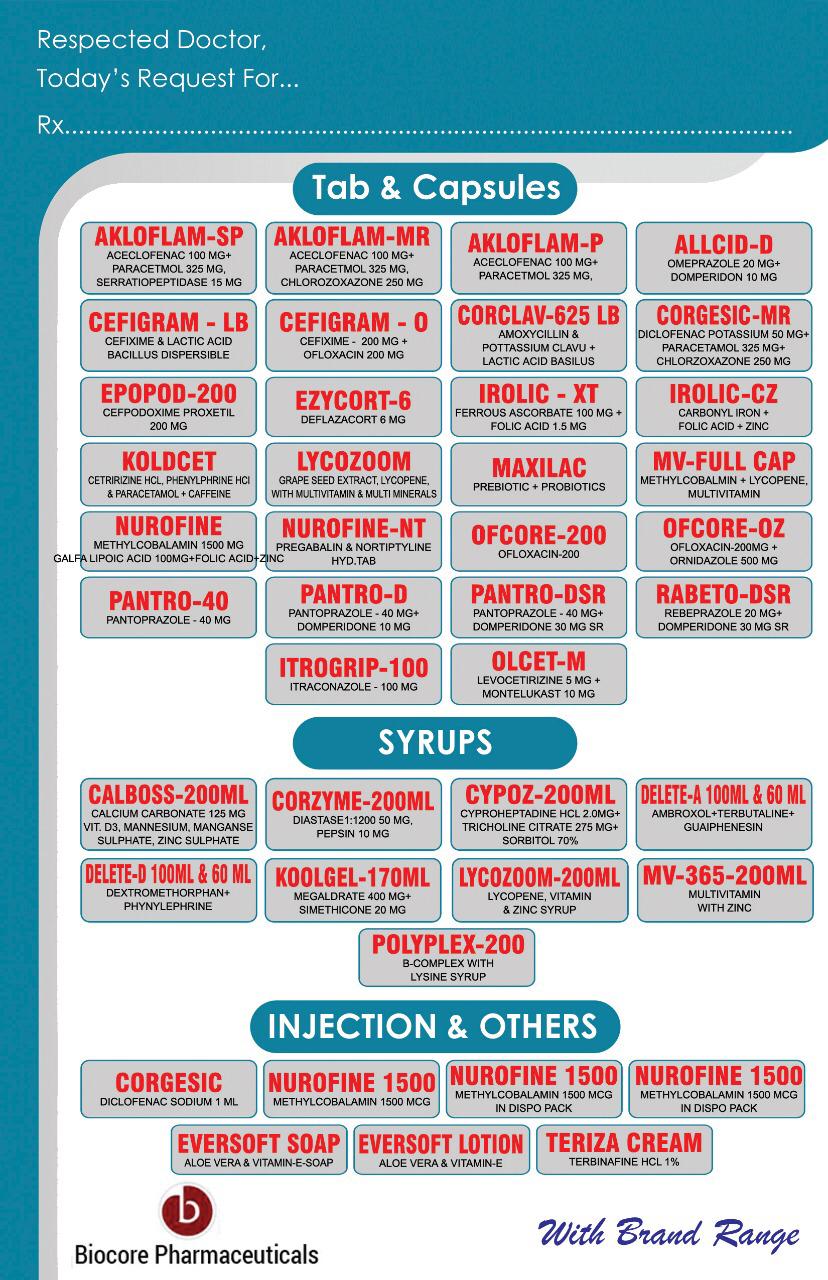 Respected Doctor,
Today's Request For...
Rx.......................................................................................................
Tab & Capsules
AKLOFLAM-SP
ACECLOFENAC 100 MG+
PARACETMOL 325 MG,
SERRATIOPEPTIDASE 15 MG
AKLOFLAM-MR
ACECLOFENAC 100 MG+
PARACETMOL 325 MG,
CHLOROZOXAZONE 250 MG
AKLOFLAM-P
ACECLOFENAC 100 MG+
PARACETMOL 325 MG,
ALLCID-D
OMEPRAZOLE 20 MG+
DOMPERIDON 10 MG
CEFIGRAM - LB
CEFIXIME & LACTIC ACID
BACILLUS DISPERSIBLE
CEFIGRAM - O
CEFIXIME - 200 MG +
OFLOXACIN 200 MG
CORCLAV-625 LB
AMOXYCILLIN &
POTTASSIUM CLAVU +
LACTIC ACID BASILUS
CORGESIC-MR
DICLOFENAC POTASSIUM 50 MG+
PARACETAMOL 325 MG+
CHLORZOXAZONE 250 MG
EPOPOD-200
CEFPODOXIME PROXETIL
200 MG
EZYCORT-6
DEFLAZACORT 6 MG
IROLIC - XT
FERROUS ASCORBATE 100 MG +
FOLIC ACID 1.5 MG
IROLIC-CZ
CARBONYL IRON +
FOLIC ACID + ZINC
KOLDCET
CETRIRIZINE HCL, PHENYLPHRINE HCI
& PARACETAMOL + CAFFEINE
LYCOZOOM
GRAPE SEED EXTRACT, LYCOPENE,
WITH MULTIVITAMIN & MULTI MINERALS
MAXILAC
PREBIOTIC + PROBIOTICS
MV-FULL CAP
METHYLCOBALMIN + LYCOPENE,
MULTIVITAMIN
NUROFINE
METHYLCOBALAMIN 1500 MG
GALFA LIPOIC ACID 100MG+FOLIC ACID+ZINC
NUROFINE-NT
PREGABALIN & NORTIPTYLINE
HYD.TAB
OFCORE-200
OFLOXACIN-200
OFCORE-OZ
OFLOXACIN-200MG +
ORNIDAZOLE 500 MG
PANTRO-40
PANTOPRAZOLE - 40 MG
PANTRO-D
PANTOPRAZOLE - 40 MG+
DOMPERIDONE 10 MG
PANTRO-DSR
PANTOPRAZOLE - 40 MG+
DOMPERIDONE 30 MG SR
RABETO-DSR
REBEPRAZOLE 20 MG+
DOMPERIDONE 30 MG SR
ITROGRIP-100
ITRACONAZOLE - 100 MG
OLCET-M
LEVOCETIRIZINE 5 MG +
MONTELUKAST 10 MG
SYRUPS
CALBOSS-200ML
CALCIUM CARBONATE 125 MG
VIT. D3, MANNESIUM, MANGANSE
SULPHATE, ZINC SULPHATE
CORZYME-200ML
DIASTASE1:1200 50 MG,
PEPSIN 10 MG
CYPOZ-200ML
CYPROHEPTADINE HCL 2.0MG+
TRICHOLINE CITRATE 275 MG+
SORBITOL 70%
DELETE-A 100ML & 60 ML
AMBROXOL+TERBUTALINE+
GUAIPHENESIN
DELETE-D 100ML & 60 ML
DEXTROMETHORPHAN+
PHYNYLEPHRINE
KOOLGEL-170ML
MEGALDRATE 400 MG+
SIMETHICONE 20 MG
LYCOZOOM-200ML
LYCOPENE, VITAMIN
& ZINC SYRUP
MV-365-200ML
MULTIVITAMIN
WITH ZINC
POLYPLEX-200
B-COMPLEX WITH
LYSINE SYRUP
INJECTION & OTHERS
CORGESIC
DICLOFENAC SODIUM 1 ML
NUROFINE 1500
METHYLCOBALAMIN 1500 MCG
NUROFINE 1500
METHYLCOBALAMIN 1500 MCG
IN DISPO PACK
NUROFINE 1500
METHYLCOBALAMIN 1500 MCG
IN DISPO PACK
EVERSOFT SOAP
ALOE VERA & VITAMIN-E-SOAP
EVERSOFT LOTION
ALOE VERA & VITAMIN-E
TERIZA CREAM
TERBINAFINE HCL 1%
b
Biocore Pharmaceuticals
With Brand Range